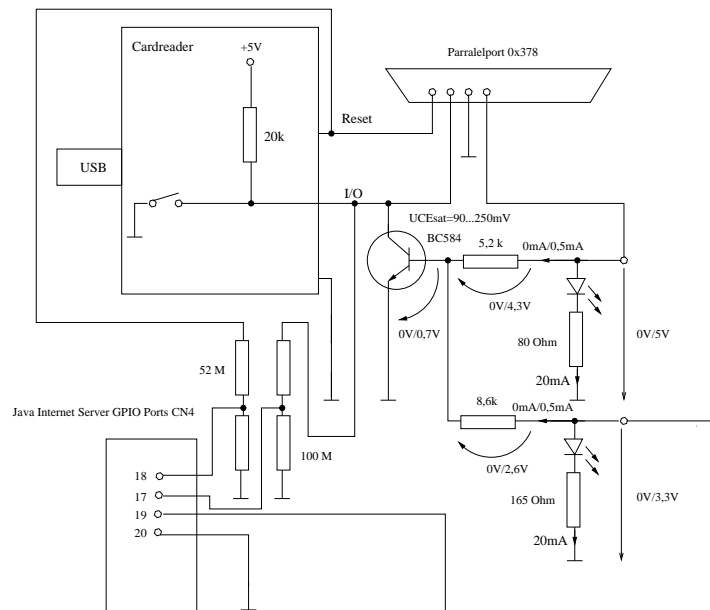 Cardreader
+5V
Parralelport 0x378
20k
Reset
USB
I/O
UCEsat=90...250mV
BC584
5,2 k
0mA/0,5mA
0V/4,3V
0V/0,7V
80 Ohm
0V/5V
20mA
52 M
Java Internet Server GPIO Ports CN4
8,6k
0mA/0,5mA
100 M
0V/2,6V
18
17
19
20
165 Ohm
0V/3,3V
20mA